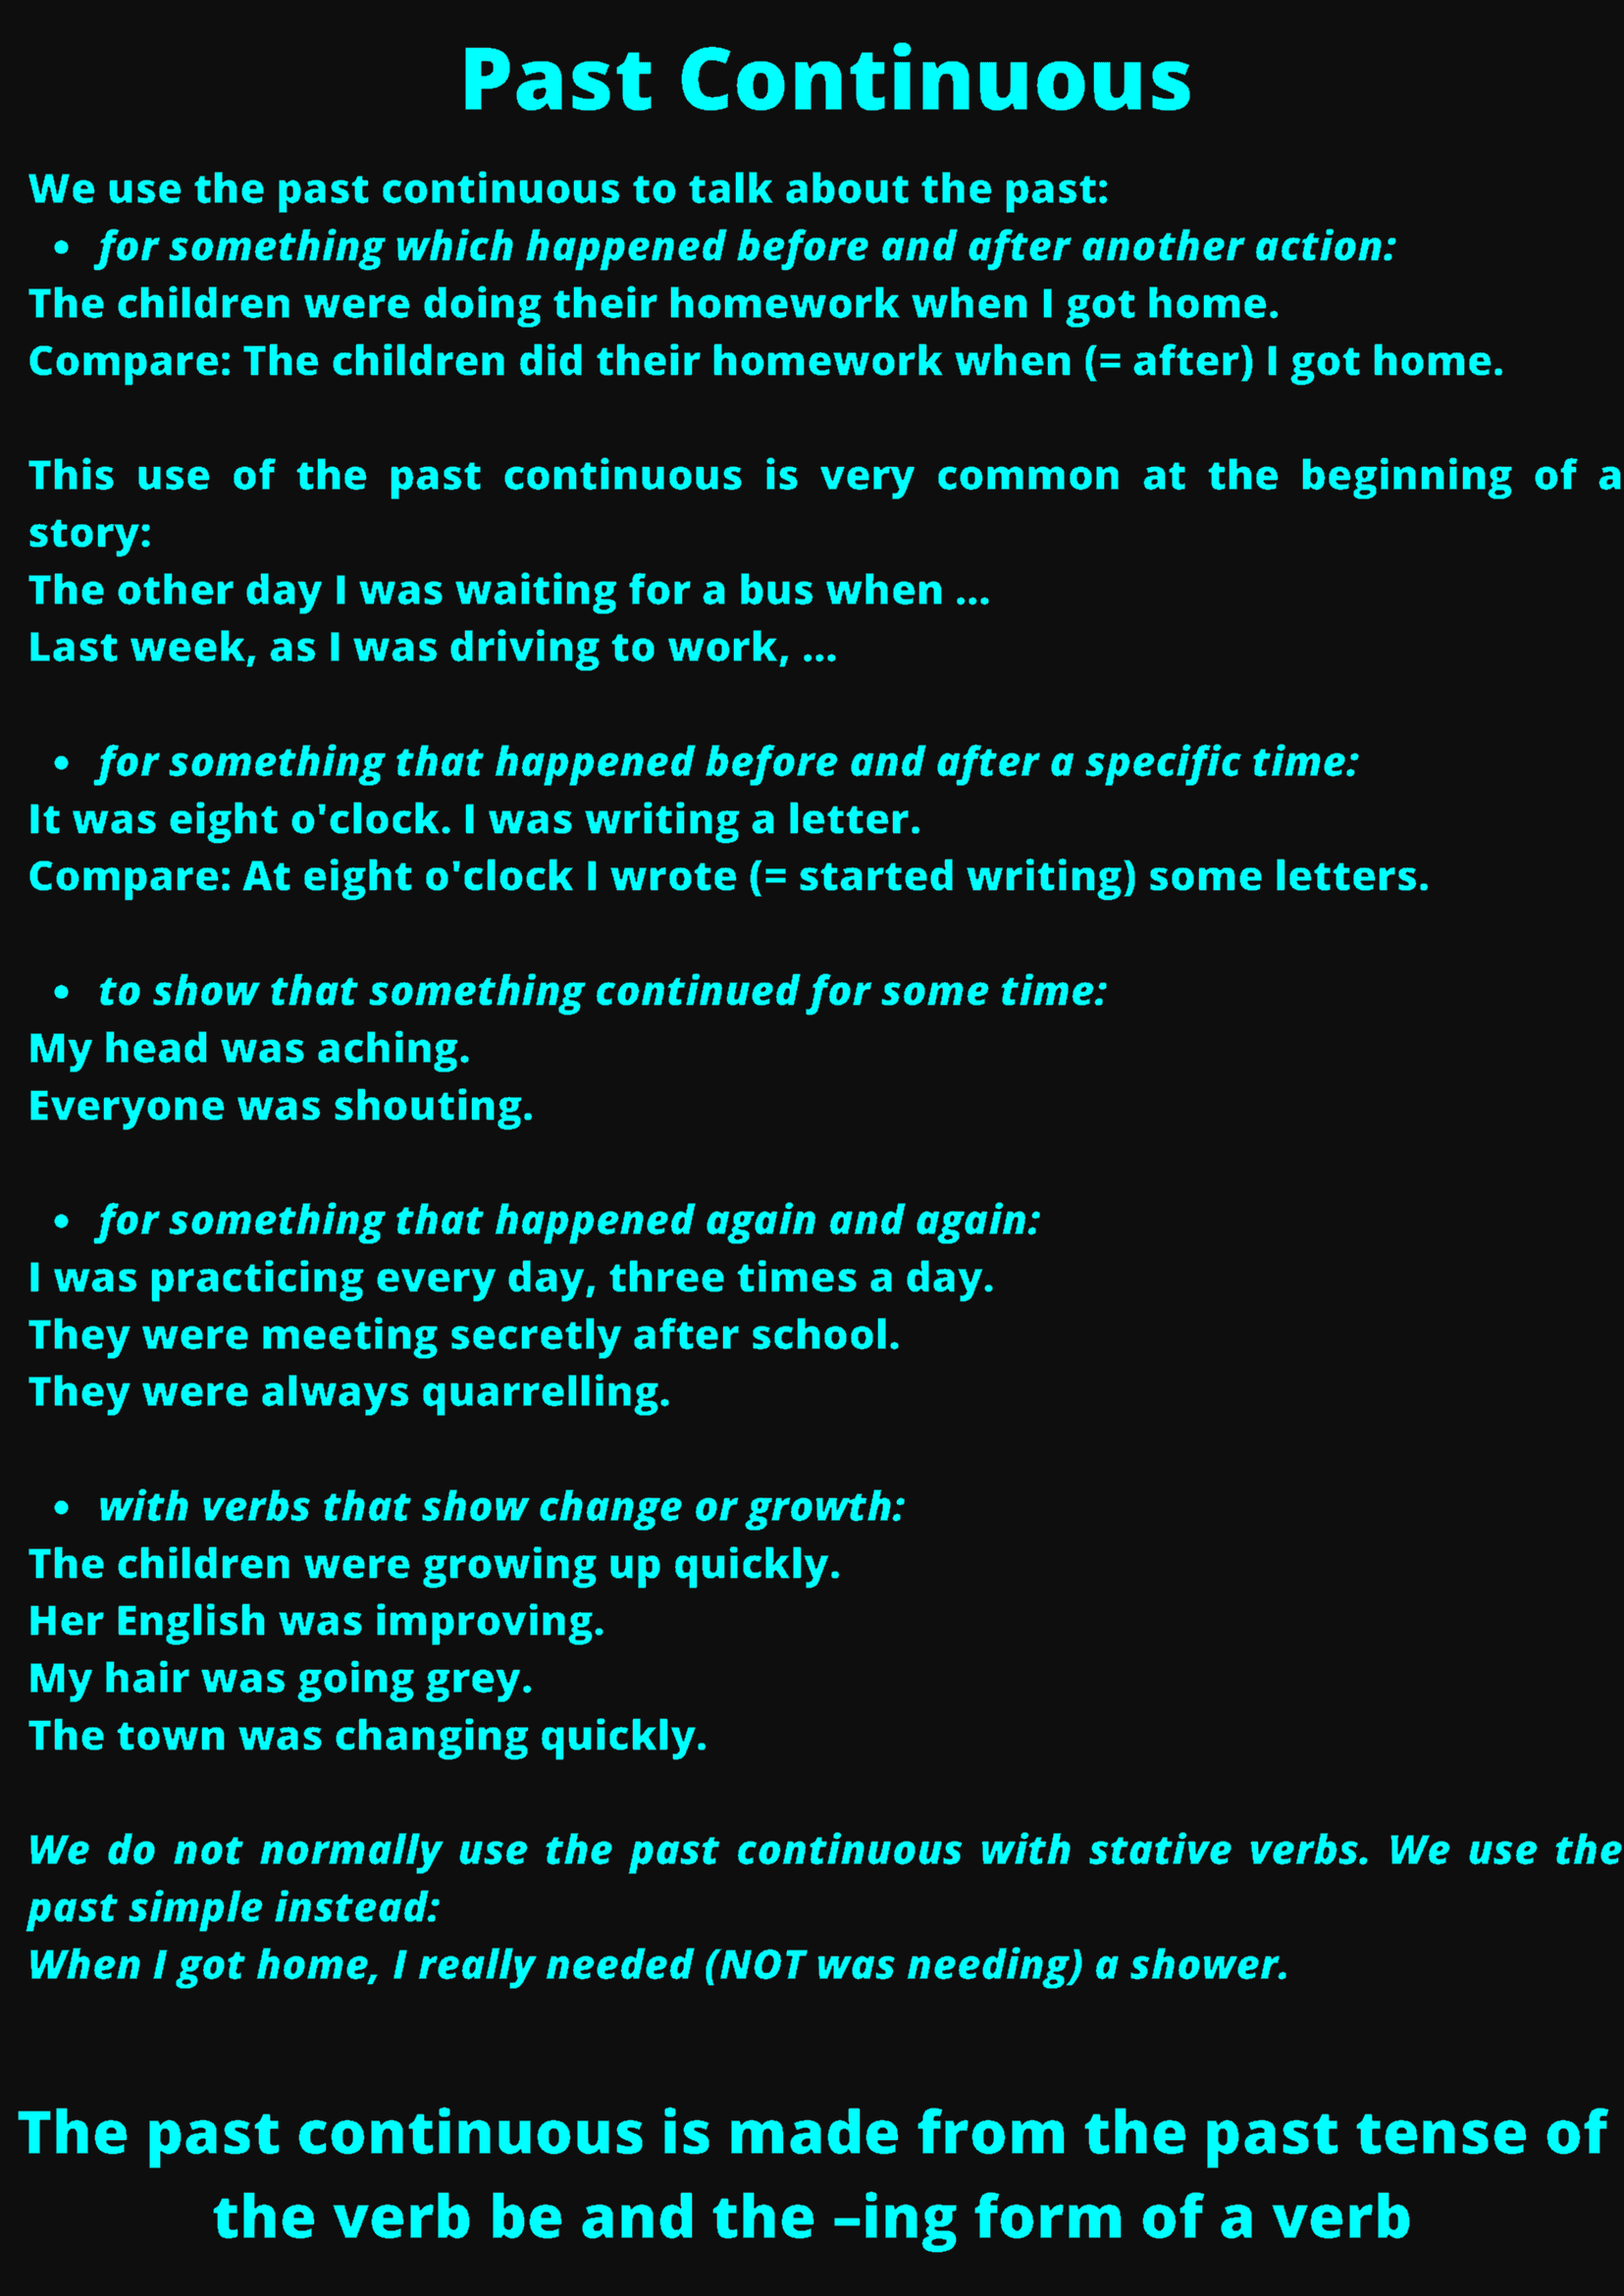 Past Continuous
We use the past continuous to talk about the past:
• for something which happened before and after another action:
The children were doing their homework when I got home.
Compare: The children did their homework when (= after) I got home.
This use of the past continuous is very common at the beginning of a
story:
The other day I was waiting for a bus when ...
Last week, as I was driving to work, ...
• for something that happened before and after a specific time:
It was eight o'clock. I was writing a letter.
Compare: At eight o'clock I wrote (= started writing) some letters.
• to show that something continued for some time:
My head was aching.
Everyone was shouting.
• for something that happened again and again:
I was practicing every day, three times a day.
They were meeting secretly after school.
They were always quarrelling.
• with verbs that show change or growth:
The children were growing up quickly.
Her English was improving.
My hair was going grey.
The town was changing quickly.
We do not normally use the past continuous with stative verbs. We use the
past simple instead:
When I got home, I really needed (NOT was needing) a shower.
The past continuous is made from the past tense of
the verb be and the –ing form of a verb